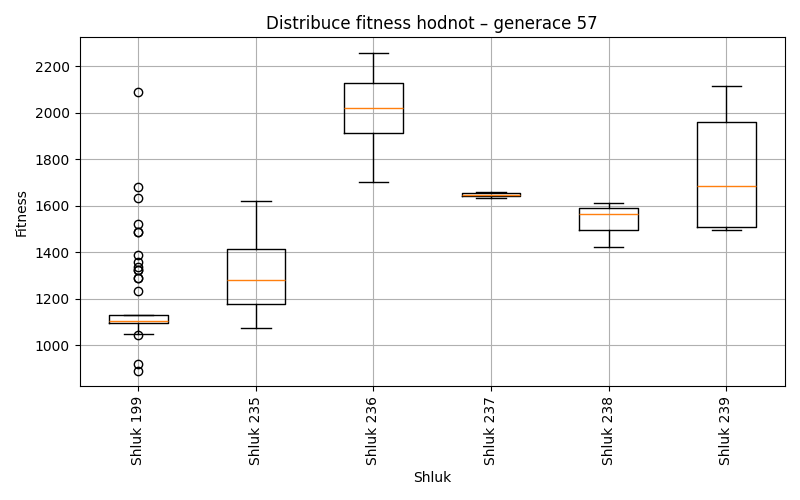 Distribuce fitness hodnot – generace 57
Fitness
2200
2000
1800
1600
1400
1200
1000
Shluk 199
Shluk 235
Shluk 236
Shluk 237
Shluk 238
Shluk 239
Shluk